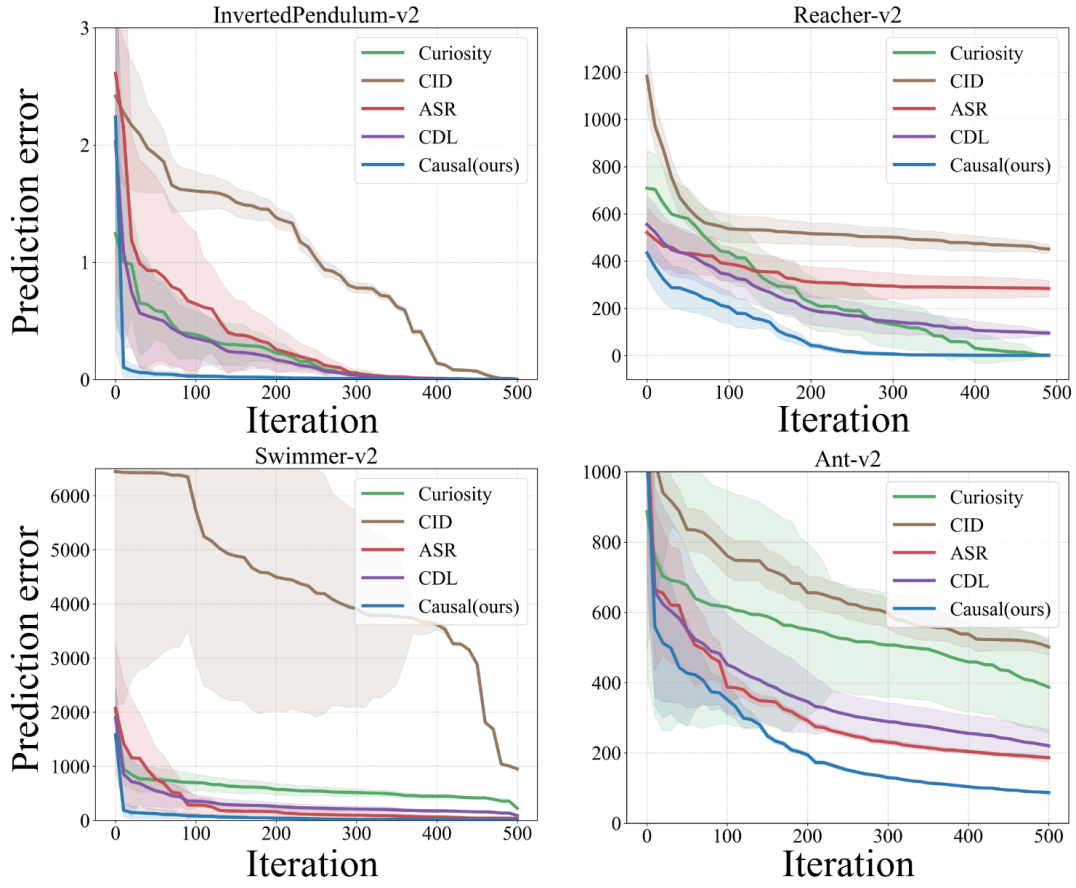 InvertedPendulum-v2
Prediction error
3
2
1
0
Curiosity
CID
ASR
CDL
Causal(ours)
0 100 200 300 400 500
Iteration
Reacher-v2
Prediction error
1200
1000
800
600
400
200
0
Curiosity
CID
ASR
CDL
Causal(ours)
0 100 200 300 400 500
Iteration
Swimmer-v2
Prediction error
6000
5000
4000
3000
2000
1000
0
Curiosity
CID
ASR
CDL
Causal(ours)
0 100 200 300 400 500
Iteration
Ant-v2
Prediction error
1000
800
600
400
200
0
Curiosity
CID
ASR
CDL
Causal(ours)
0 100 200 300 400 500
Iteration